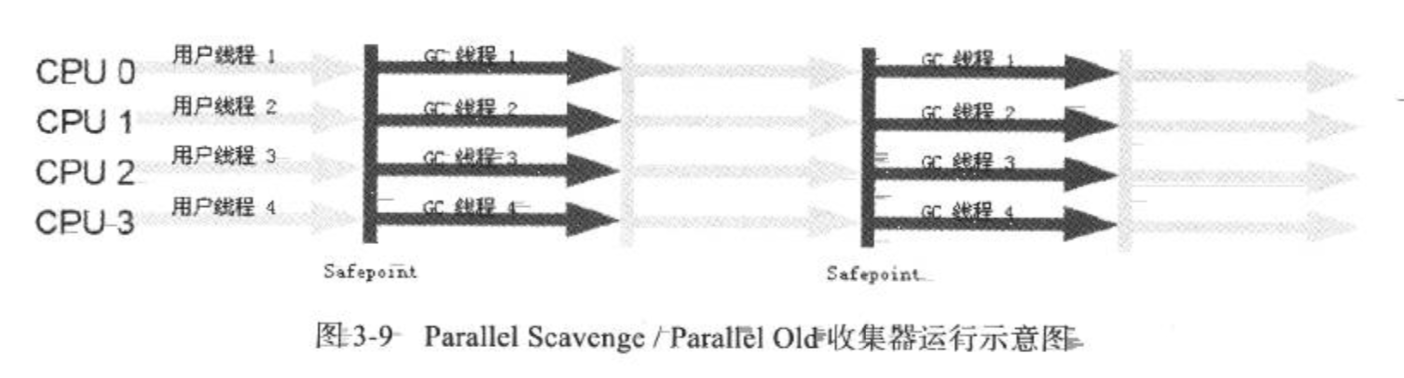 CPU 0 用户线程 1 GC 线程 1 GC 线程 1
CPU 1 用户线程 2 GC 线程 2 GC 线程 2
CPU 2 用户线程 3 GC 线程 3 GC 线程 3
CPU 3 用户线程 4 GC 线程 4 GC 线程 4
Safepoint Safepoint
图3-9 Parallel Scavenge / Parallel Old 收集器运行示意图